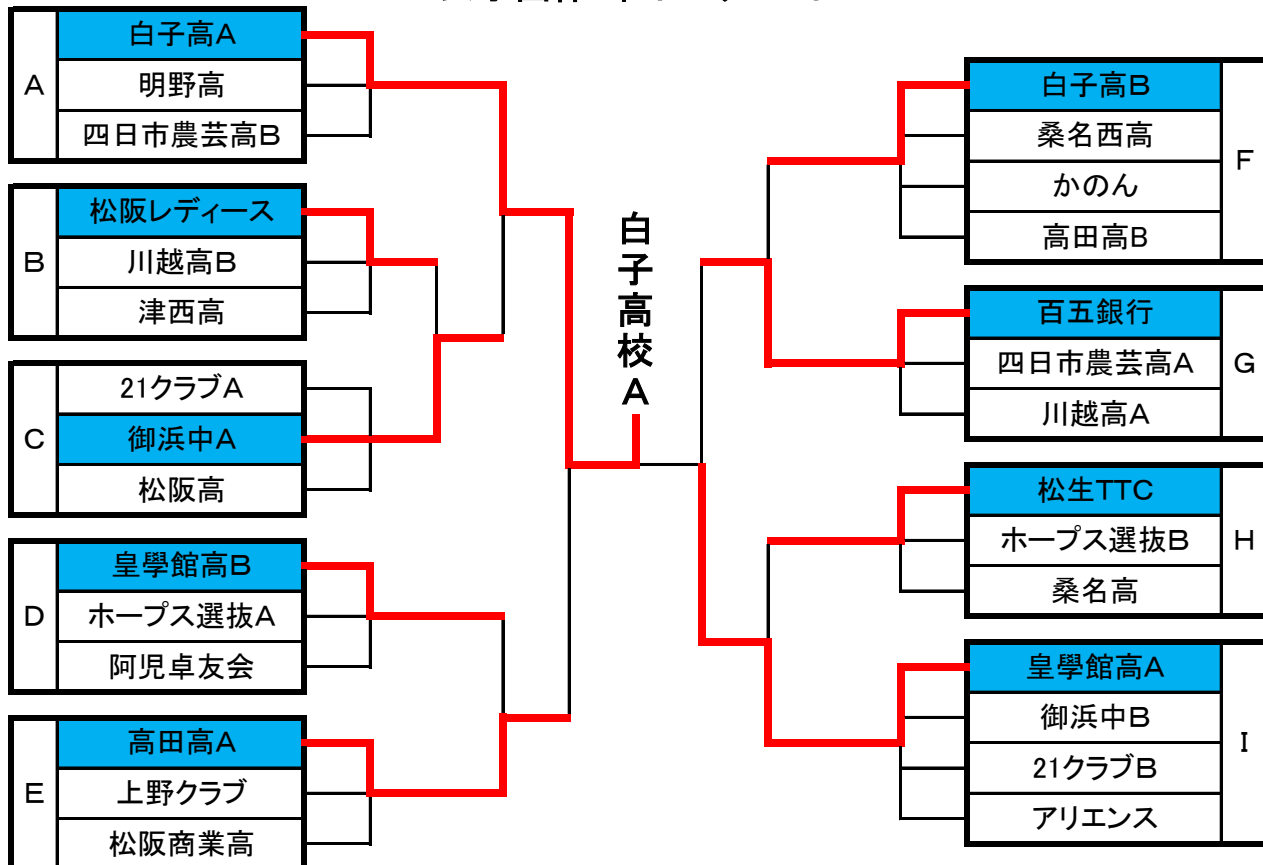 A
白子高A
明野高
四日市農芸高B
B
松阪レディース
川越高B
津西高
C
21クラブA
御浜中A
松阪高
D
皇學館高B
ホープス選抜A
阿児卓友会
E
高田高A
上野クラブ
松阪商業高
白子高校A
白子高B
桑名西高
かのん
高田高B
F
百五銀行
四日市農芸高A
川越高A
G
松生TTC
ホープス選抜B
桑名高
H
皇學館高A
御浜中B
21クラブB
アリエンス
I